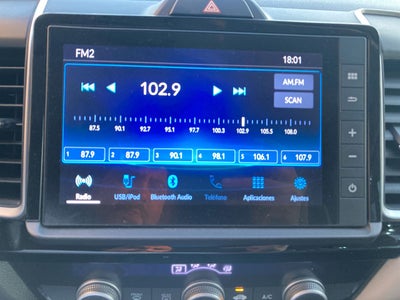 FM2 18:01
102.9
AM.FM
SCAN
87.5 90.1 92.7 95.1 97.7 100.3 102.9 105.5 108.0
1 87.9 2 87.9 3 90.1 4 98.1 5 106.1 6 107.9
Radio USB/iPod Bluetooth Audio Teléfono Aplicaciones Ajustes
A/C